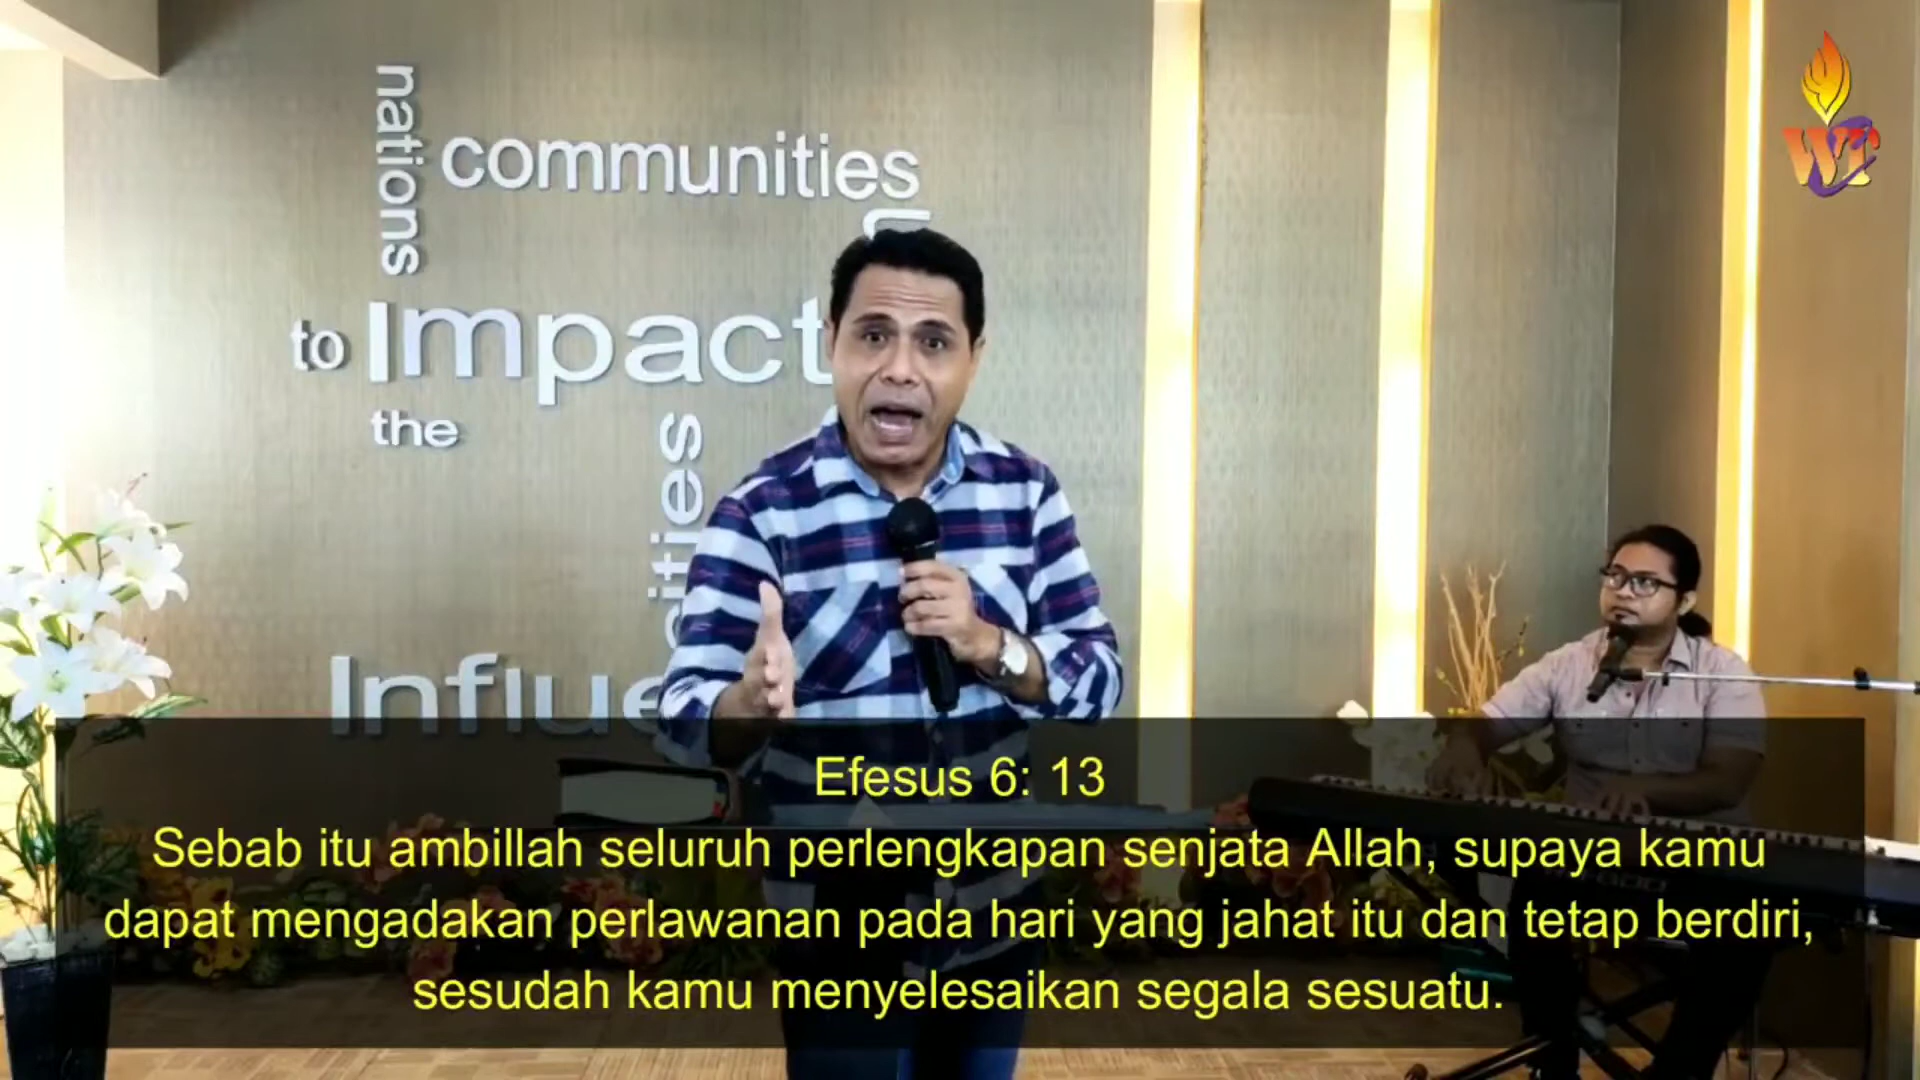 nations
communities
to Impact
the
cities
Influe
WTC
Efesus 6: 13
Sebab itu ambillah seluruh perlengkapan senjata Allah, supaya kamu
dapat mengadakan perlawanan pada hari yang jahat itu dan tetap berdiri,
sesudah kamu menyelesaikan segala sesuatu.